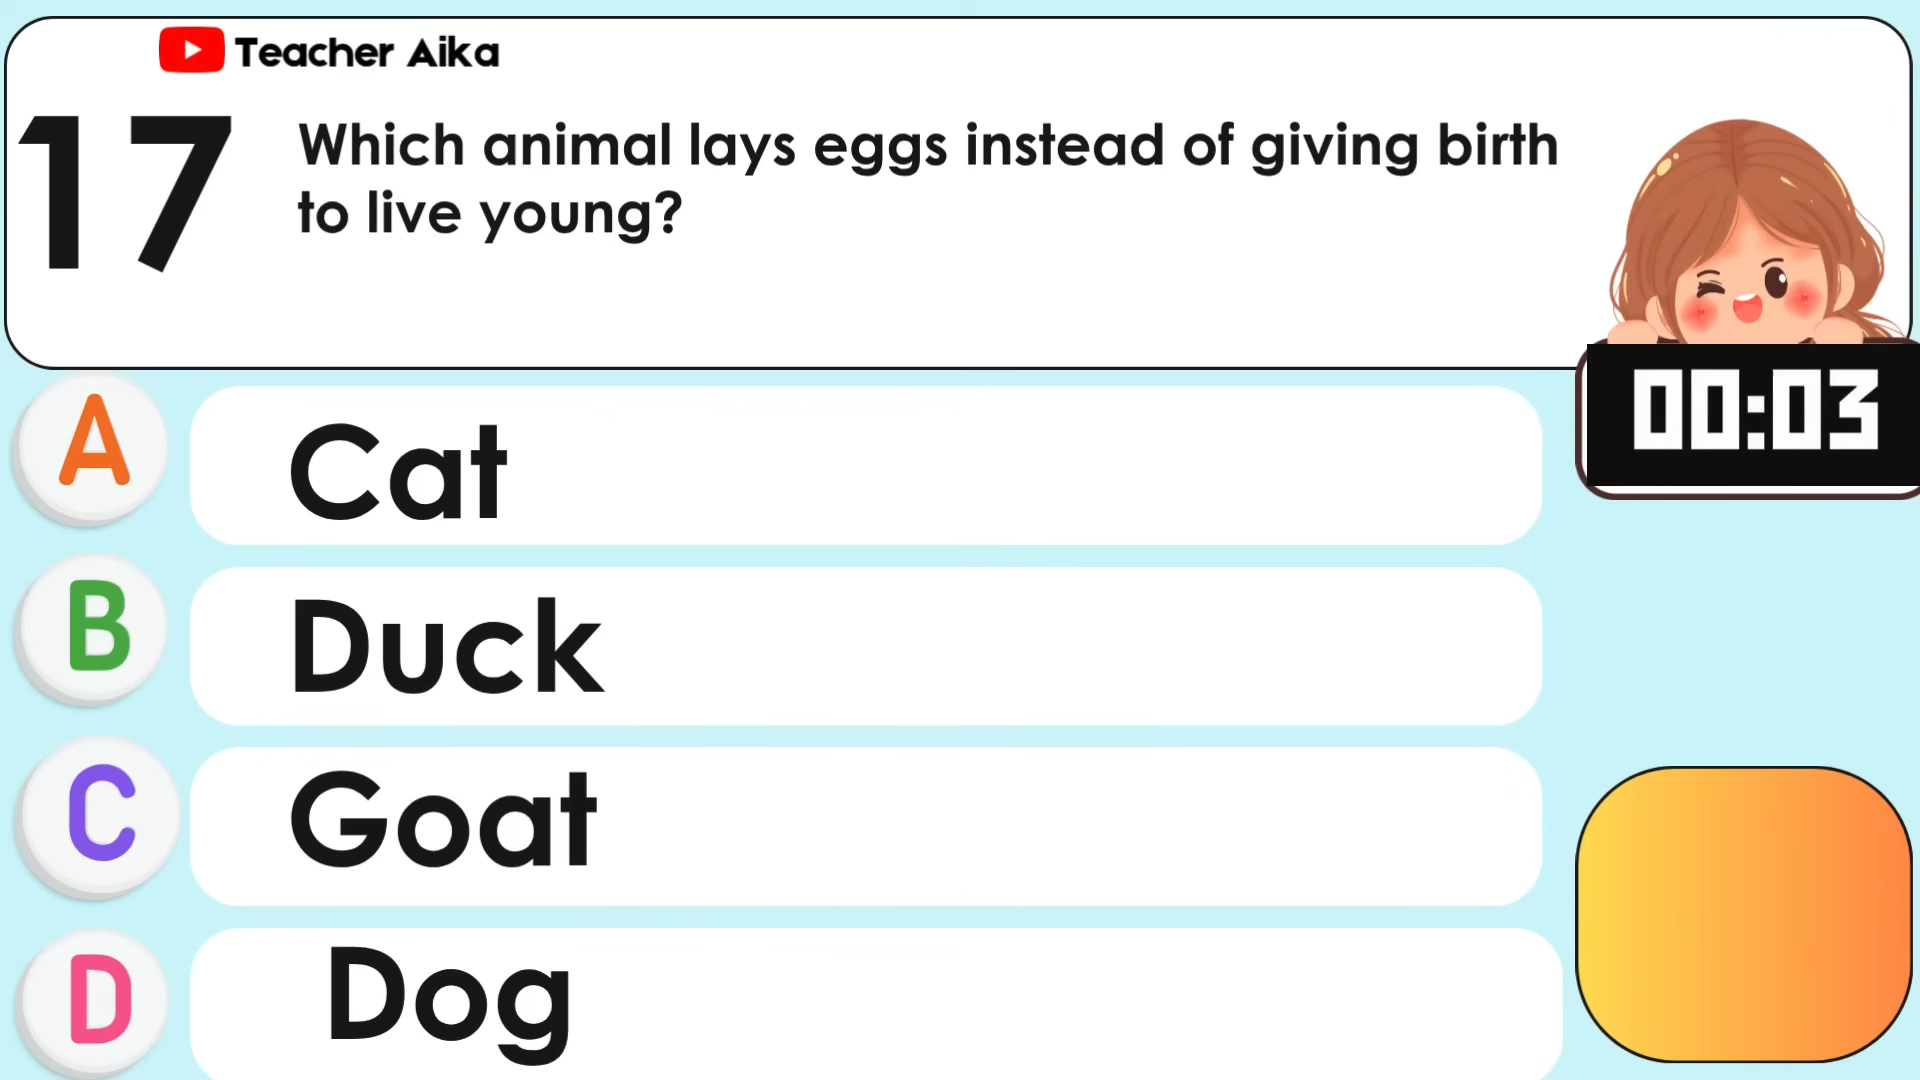 Teacher Aika
17
Which animal lays eggs instead of giving birth
to live young?
00:03
A
Cat
B
Duck
C
Goat
D
Dog